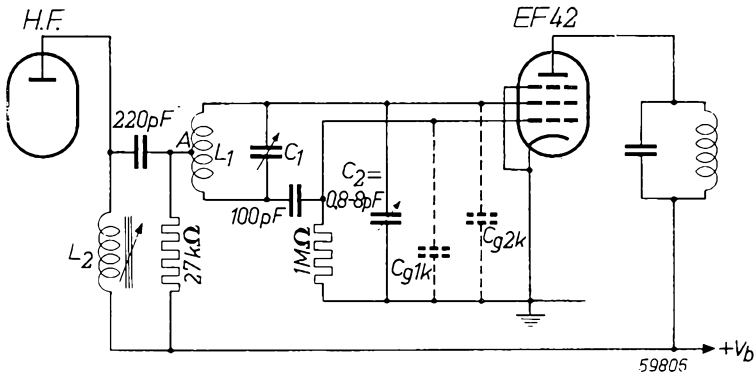 H.F.
EF42
220pF
A
L1
C1
100pF
C2=
0,8-8pF
Cg1k
Cg2k
L2
27kΩ
1MΩ
+Vb
59805